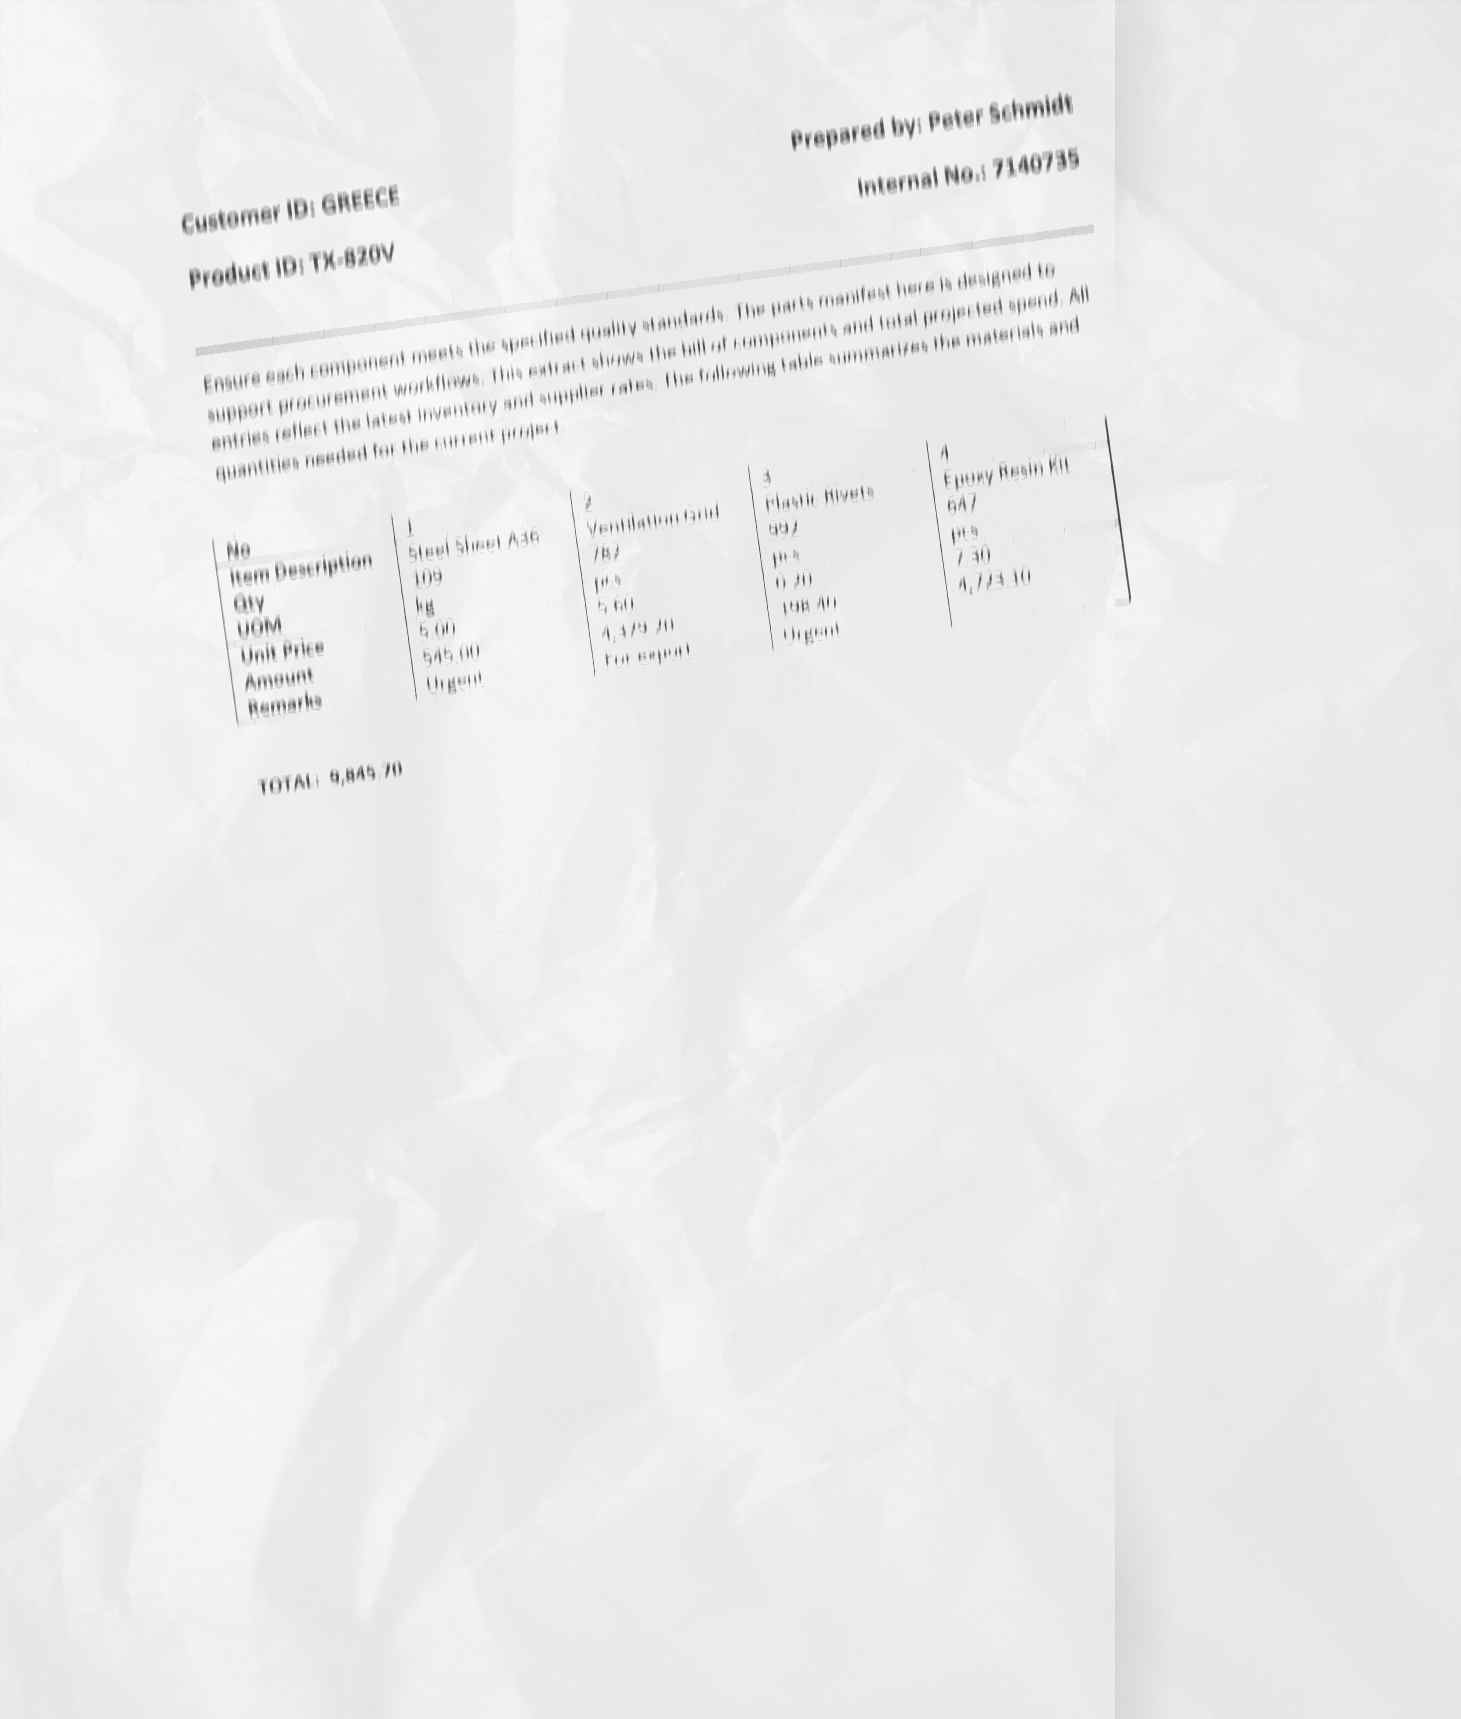 Prepared by: Peter Schmidt
Internal No.: 7140735
Customer ID: GREECE
Product ID: TX-820V
Ensure each component meets the specified quality standards. The parts manifest here is designed to
support procurement workflows. This extract shows the bill of components and total projected spend. All
entries reflect the latest inventory and supplier rates. The following table summarizes the materials and
quantities needed for the current project.
No 1 2 3 4
Item Description Steel Sheet A36 Ventilation Grid Plastic Rivets Epoxy Resin Kit
Qty 109 782 992 647
UOM kg pcs pcs pcs
Unit Price 5.00 5.60 0.20 7.30
Amount 545.00 4,379.20 198.40 4,723.10
Remarks Urgent For export Urgent
TOTAL: 9,845.70